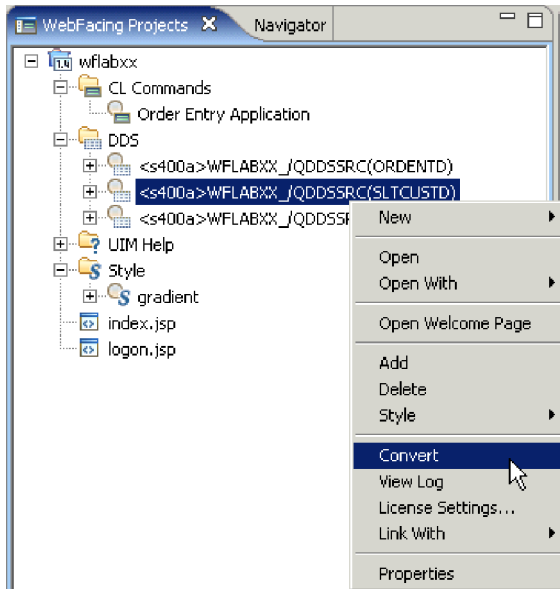 WebFacing Projects
Navigator
wflabxx
CL Commands
Order Entry Application
DDS
<s400a>WFLABXX_/QDDSSRC(ORDENTD)
<s400a>WFLABXX_/QDDSSRC(SLTCUSTD)
<s400a>WFLABXX_/QDDSSR
UIM Help
Style
gradient
index.jsp
logon.jsp
New
Open
Open With
Open Welcome Page
Add
Delete
Style
Convert
View Log
License Settings...
Link With
Properties